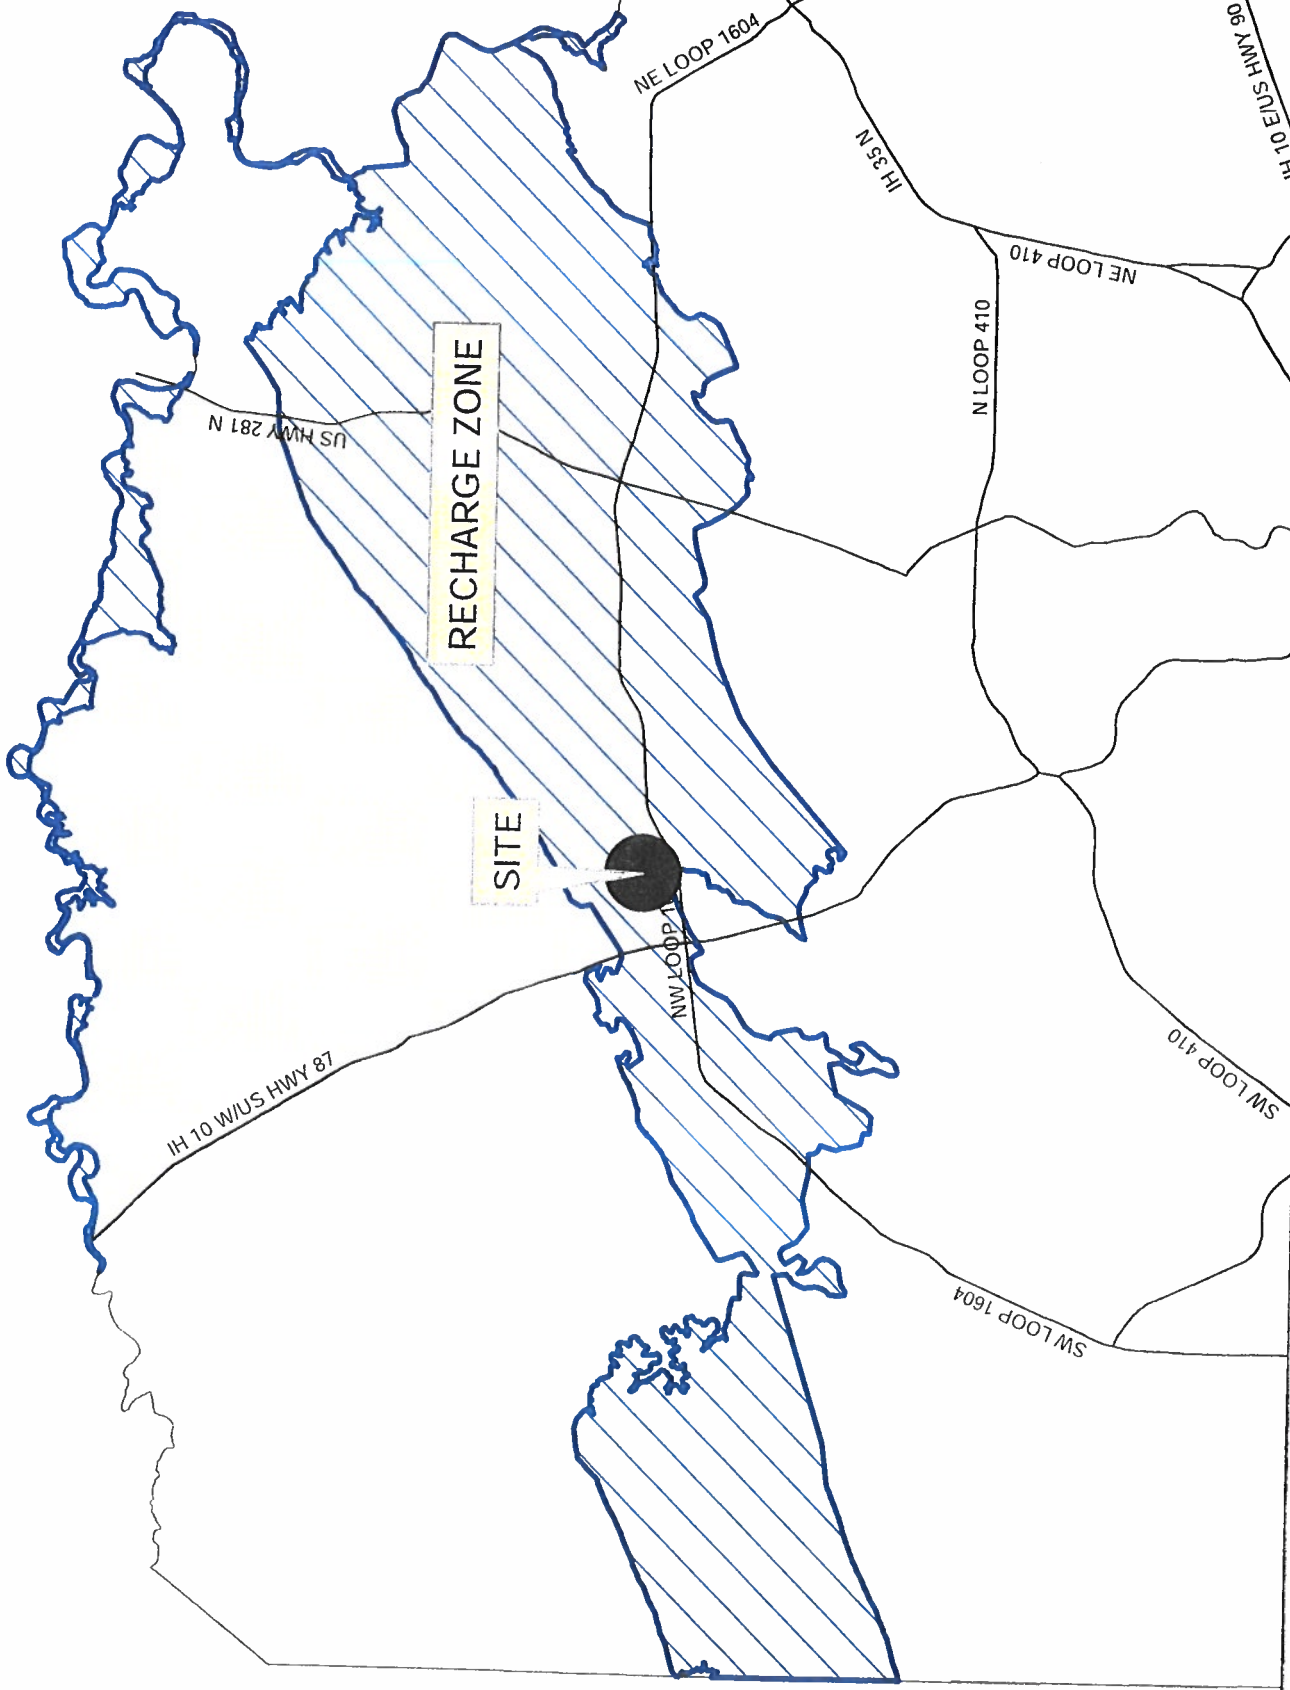 NE LOOP 1604
IH 35 N
IH 10 E/US HWY 90
NE LOOP 410
N LOOP 410
US HWY 281 N
RECHARGE ZONE
SITE
NW LOOP
IH 10 W/US HWY 87
SW LOOP 410
SW LOOP 1604